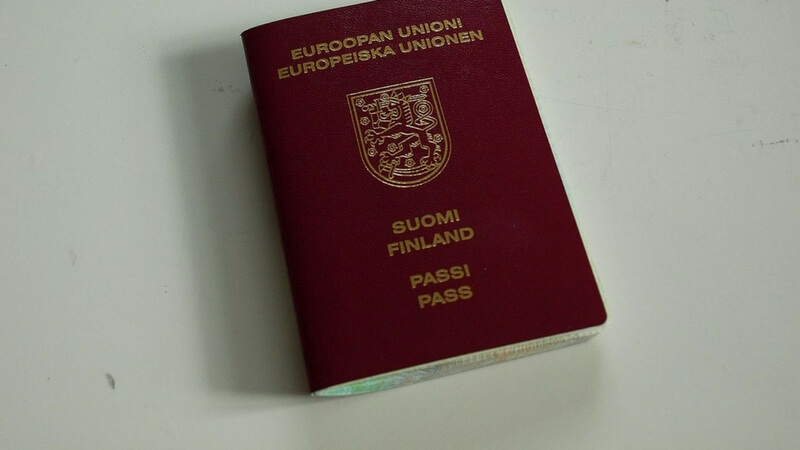 EUROOPAN UNIONI
EUROPEISKA UNIONEN
SUOMI
FINLAND
PASSI
PASS